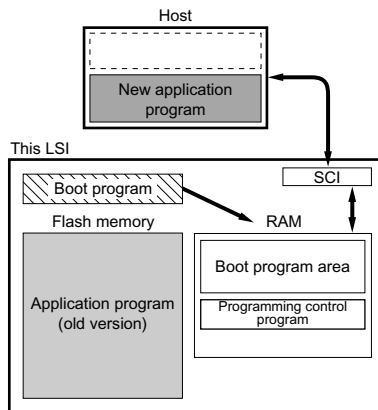 Host
New application
program
This LSI
SCI
Boot program
Flash memory
RAM
Boot program area
Application program
(old version)
Programming control
program